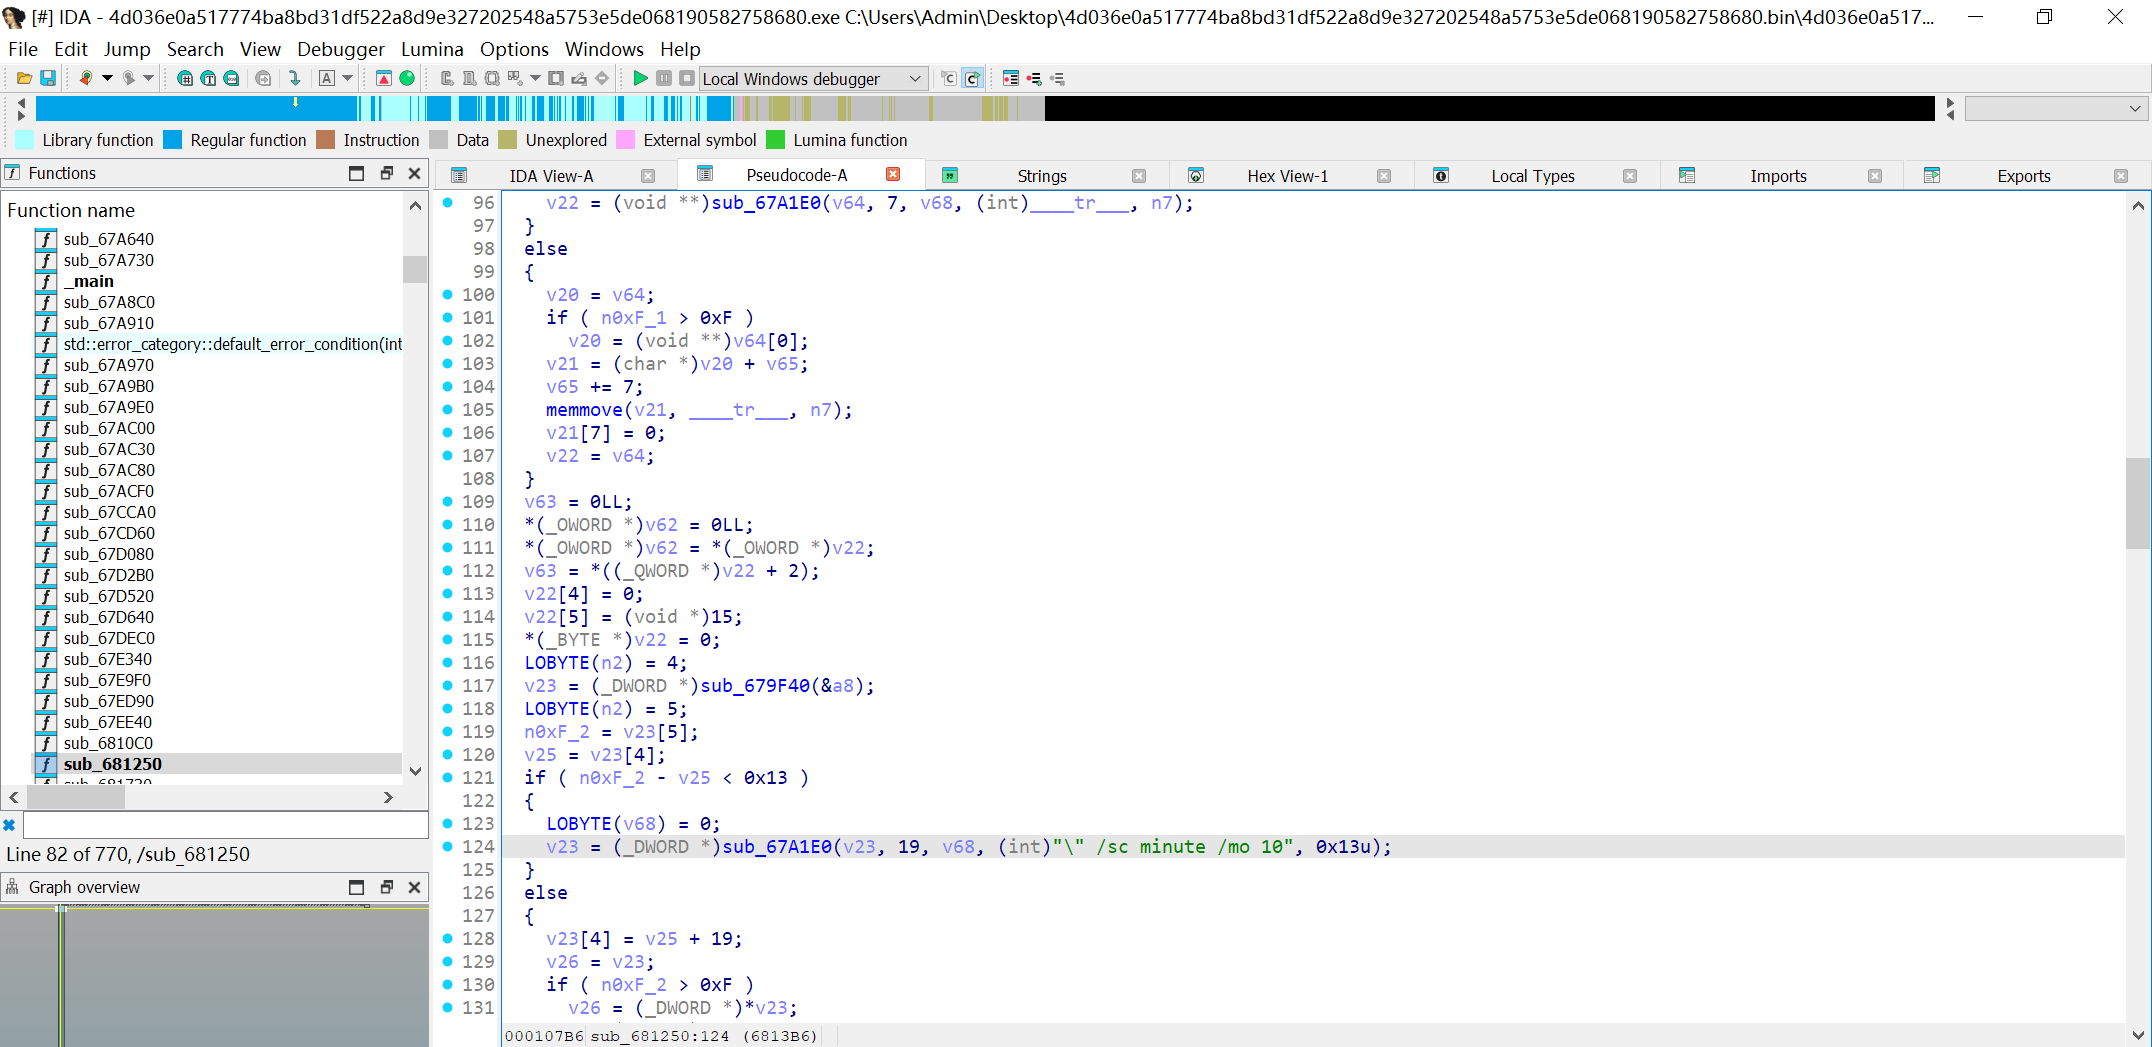 [#] IDA - 4d036e0a517774ba8bd31df522a8d9e327202548a5753e5de068190582758680.exe C:\Users\Admin\Desktop\4d036e0a517774ba8bd31df522a8d9e327202548a5753e5de068190582758680.bin\4d036e0a517...
File Edit Jump Search View Debugger Lumina Options Windows Help
Local Windows debugger
Library function Regular function Instruction Data Unexplored External symbol Lumina function
Functions
IDA View-A Pseudocode-A Strings Hex View-1 Local Types Imports Exports
Function name
sub_67A640
sub_67A730
_main
sub_67A8C0
sub_67A910
std::error_category::default_error_condition(int
sub_67A970
sub_67A9B0
sub_67A9E0
sub_67AC00
sub_67AC30
sub_67AC80
sub_67ACF0
sub_67CCA0
sub_67CD60
sub_67D080
sub_67D2B0
sub_67D520
sub_67D640
sub_67DEC0
sub_67E340
sub_67E9F0
sub_67ED90
sub_67EE40
sub_6810C0
sub_681250
Line 82 of 770, /sub_681250
Graph overview
96 v22 = (void **)sub_67A1E0(v64, 7, v68, (int)____tr___, n7);
97 }
98 else
99 {
100 v20 = v64;
101 if ( n0xF_1 > 0xF )
102 v20 = (void **)v64[0];
103 v21 = (char *)v20 + v65;
104 v65 += 7;
105 memmove(v21, ____tr___, n7);
106 v21[7] = 0;
107 v22 = v64;
108 }
109 v63 = 0LL;
110 *(_OWORD *)v62 = 0LL;
111 *(_OWORD *)v62 = *(_OWORD *)v22;
112 v63 = *((_QWORD *)v22 + 2);
113 v22[4] = 0;
114 v22[5] = (void *)15;
115 *(_BYTE *)v22 = 0;
116 LOBYTE(n2) = 4;
117 v23 = (_DWORD *)sub_679F40(&a8);
118 LOBYTE(n2) = 5;
119 n0xF_2 = v23[5];
120 v25 = v23[4];
121 if ( n0xF_2 - v25 < 0x13 )
122 {
123 LOBYTE(v68) = 0;
124 v23 = (_DWORD *)sub_67A1E0(v23, 19, v68, (int)"\" /sc minute /mo 10", 0x13u);
125 }
126 else
127 {
128 v23[4] = v25 + 19;
129 v26 = v23;
130 if ( n0xF_2 > 0xF )
131 v26 = (_DWORD *)*v23;
000107B6 sub_681250:124 (6813B6)